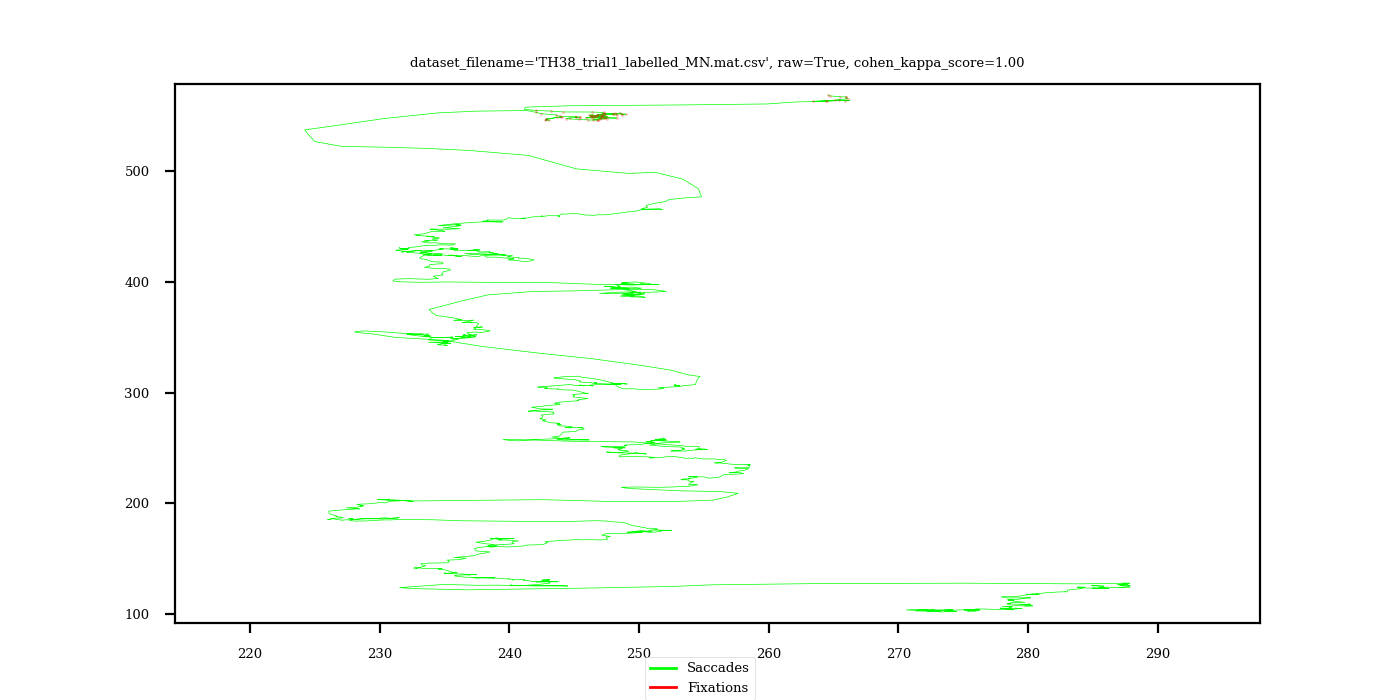 dataset_filename='TH38_trial1_labelled_MN.mat.csv', raw=True, cohen_kappa_score=1.00
500
400
300
200
100
220 230 240 250 260 270 280 290
Saccades
Fixations